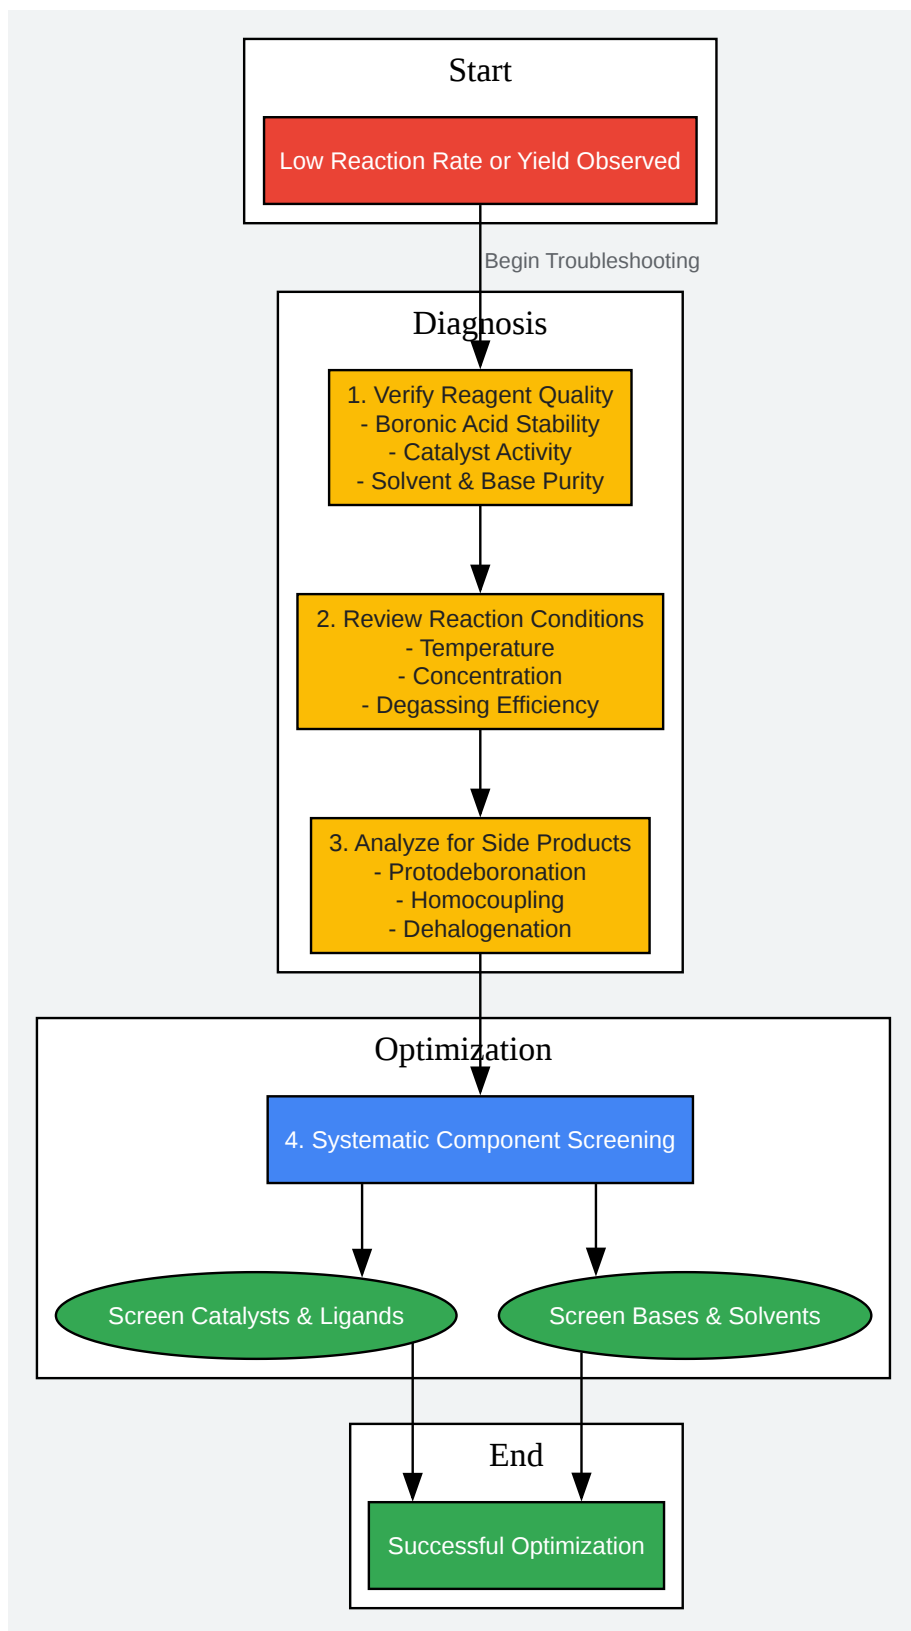 Start
Low Reaction Rate or Yield Observed
Begin Troubleshooting
Diagnosis
1. Verify Reagent Quality
- Boronic Acid Stability
- Catalyst Activity
- Solvent & Base Purity
2. Review Reaction Conditions
- Temperature
- Concentration
- Degassing Efficiency
3. Analyze for Side Products
- Protodeboronation
- Homocoupling
- Dehalogenation
Optimization
4. Systematic Component Screening
Screen Catalysts & Ligands
Screen Bases & Solvents
End
Successful Optimization